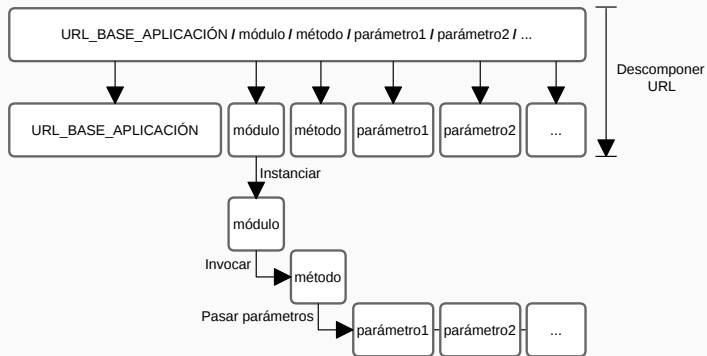 URL_BASE_APLICACIÓN / módulo / método / parámetro1 / parámetro2 / ...
Descomponer
URL
URL_BASE_APLICACIÓN
módulo
método
parámetro1
parámetro2
...
Instanciar
módulo
Invocar
método
Pasar parámetros
parámetro1
parámetro2
...